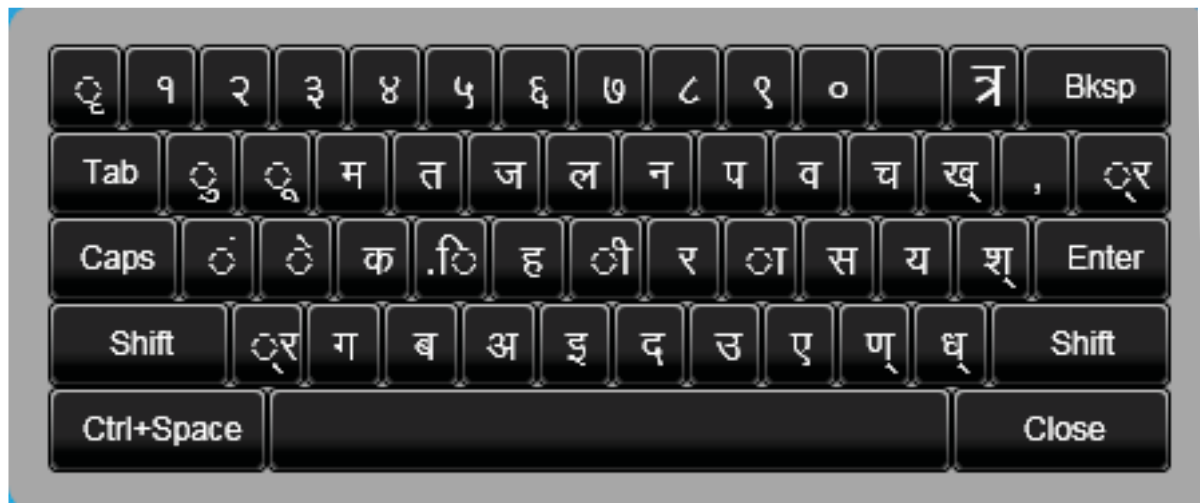 ृ १ २ ३ ४ ५ ६ ७ ८ ९ ० त्र Bksp
Tab ु ू म त ज ल न प व च ख् , ्र
Caps ं े क .ि ह ी र ा स य श् Enter
Shift ्र ग ब अ इ द उ ए ण् ध् Shift
Ctrl+Space Close